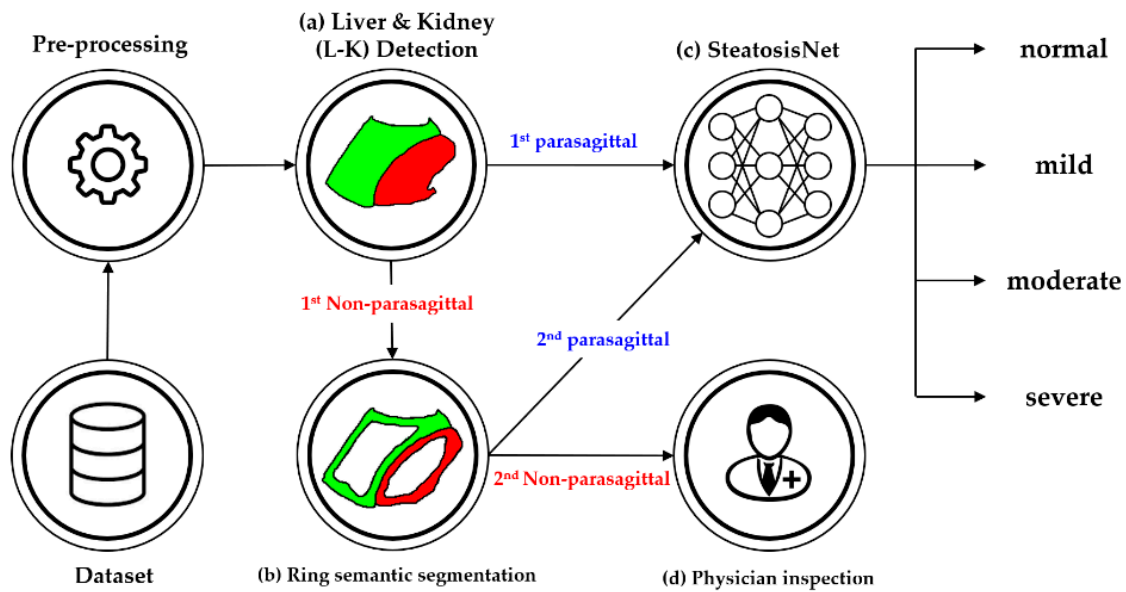 (a) Liver & Kidney
(L-K) Detection
Pre-processing
(c) SteatosisNet
normal
1st parasagittal
mild
1st Non-parasagittal
moderate
2nd parasagittal
severe
2nd Non-parasagittal
Dataset
(b) Ring semantic segmentation
(d) Physician inspection